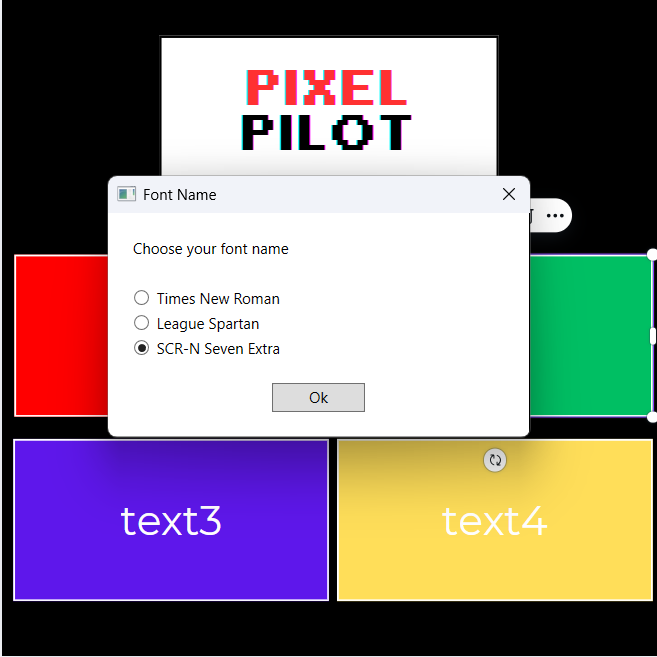 PIXEL
PILOT
Font Name
Choose your font name
Times New Roman
League Spartan
SCR-N Seven Extra
Ok
text3
text4